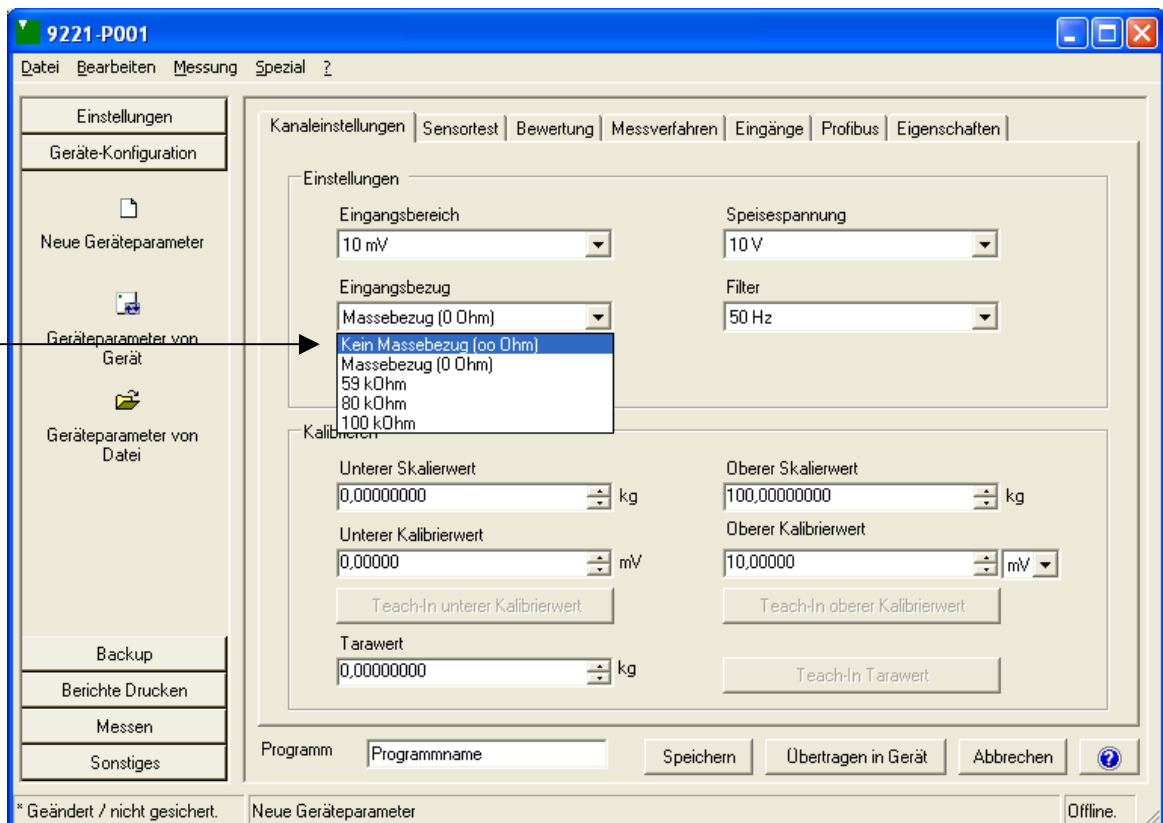 9221-P001
Datei Bearbeiten Messung Spezial ?
Einstellungen
Geräte-Konfiguration
Neue Geräteparameter
Geräteparameter von
Gerät
Geräteparameter von
Datei
Backup
Berichte Drucken
Messen
Sonstiges
Kanaleinstellungen Sensortest Bewertung Messverfahren Eingänge Profibus Eigenschaften
Einstellungen
Eingangsbereich
10 mV
Speisespannung
10 V
Eingangsbezug
Massebezug (0 Ohm)
Kein Massebezug (oo Ohm)
Massebezug (0 Ohm)
59 kOhm
80 kOhm
100 kOhm
Filter
50 Hz
Kalibrieren
Unterer Skalierwert
0,00000000 kg
Oberer Skalierwert
100,00000000 kg
Unterer Kalibrierwert
0,00000 mV
Oberer Kalibrierwert
10,00000 mV
Teach-In unterer Kalibrierwert
Teach-In oberer Kalibrierwert
Tarawert
0,00000000 kg
Teach-In Tarawert
Programm Programmname Speichern Übertragen in Gerät Abbrechen ?
* Geändert / nicht gesichert. Neue Geräteparameter Offline.